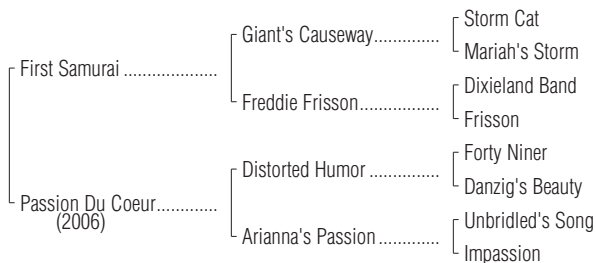 Storm Cat
Giant's Causeway..............
Mariah's Storm
First Samurai ....................
Dixieland Band
Freddie Frisson.................
Frisson
Forty Niner
Distorted Humor ...............
Danzig's Beauty
Passion Du Coeur.............
(2006)
Unbridled's Song
Arianna's Passion .............
Impassion